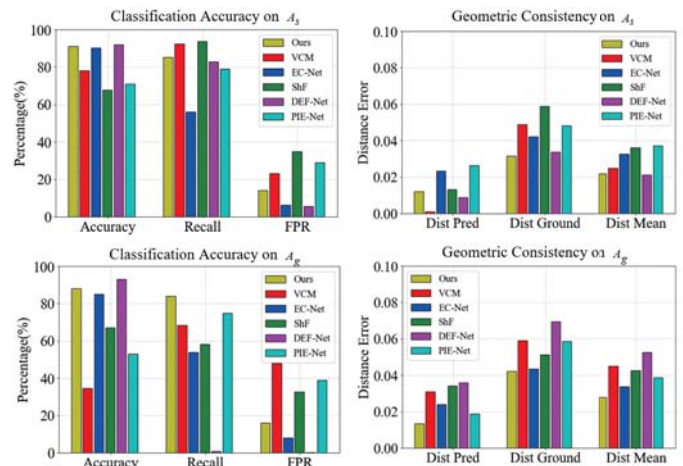 Classification Accuracy on A_s
Percentage(%)
100
80
60
40
20
0
Ours
VCM
EC-Net
ShF
DEF-Net
PIE-Net
Accuracy Recall FPR
Geometric Consistency on A_s
Distance Error
0.10
0.08
0.06
0.04
0.02
0.00
Ours
VCM
EC-Net
ShF
DEF-Net
PIE-Net
Dist Pred Dist Ground Dist Mean
Classification Accuracy on A_g
Percentage(%)
100
80
60
40
20
0
Ours
VCM
EC-Net
ShF
DEF-Net
PIE-Net
Accuracy Recall FPR
Geometric Consistency on A_g
Distance Error
0.10
0.08
0.06
0.04
0.02
0.00
Ours
VCM
EC-Net
ShF
DEF-Net
PIE-Net
Dist Pred Dist Ground Dist Mean